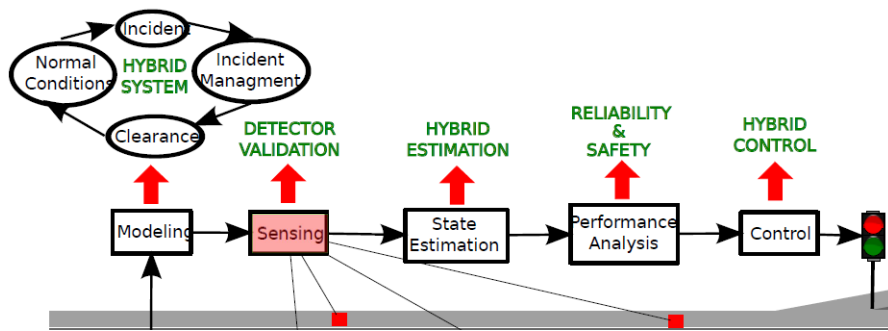 Incident
Normal
Conditions
HYBRID
SYSTEM
Incident
Managment
Clearance
DETECTOR
VALIDATION
HYBRID
ESTIMATION
RELIABILITY
&
SAFETY
HYBRID
CONTROL
Modeling
Sensing
State
Estimation
Performance
Analysis
Control